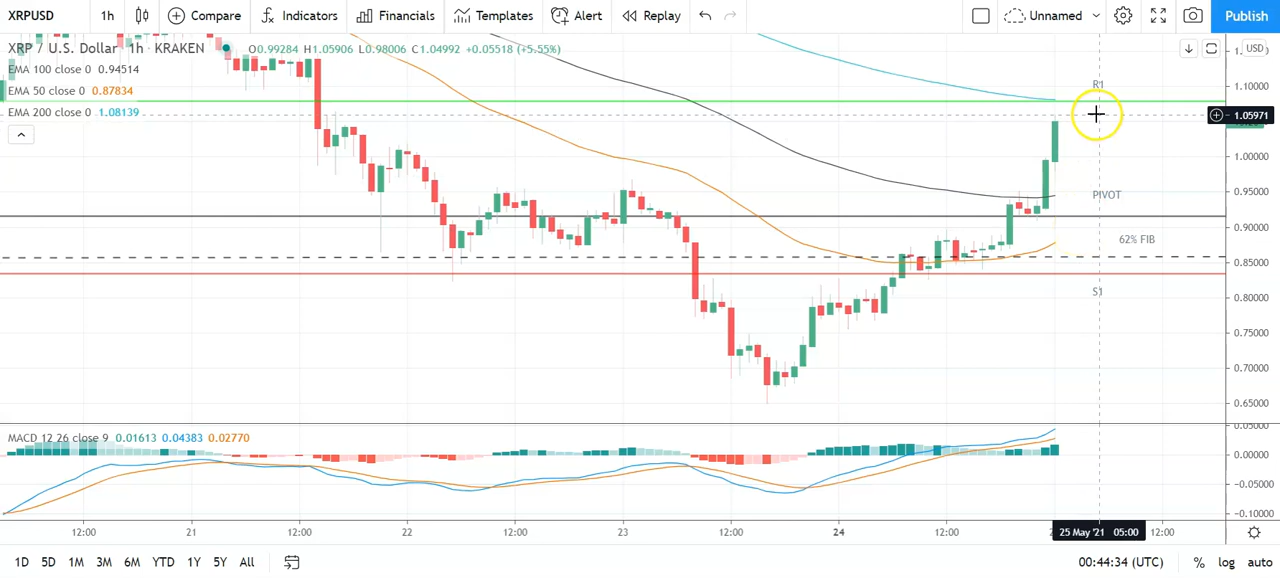 XRPUSD 1h Compare Indicators Financials Templates Alert Replay Unnamed Publish
XRP / U.S. Dollar · 1h · KRAKEN O0.99284 H1.05906 L0.98006 C1.04992 +0.05518 (+5.55%) USD
EMA 100 close 0 0.94514
EMA 50 close 0 0.87834
EMA 200 close 0 1.08139
R1
1.10000
1.05971
1.00000
PIVOT
0.95000
0.90000
62% FIB
0.85000
S1
0.80000
0.75000
0.70000
0.65000
MACD 12 26 close 9 0.01613 0.04383 0.02770
0.05000
0.00000
-0.05000
-0.10000
12:00 21 12:00 22 12:00 23 12:00 24 12:00 25 May '21 05:00 12:00
1D 5D 1M 3M 6M YTD 1Y 5Y All 00:44:34 (UTC) % log auto